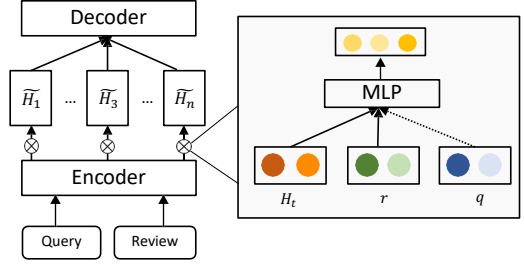 Decoder
H̃₁ ... H̃₃ ... H̃ₙ
Encoder
Query Review
MLP
Hₜ r q